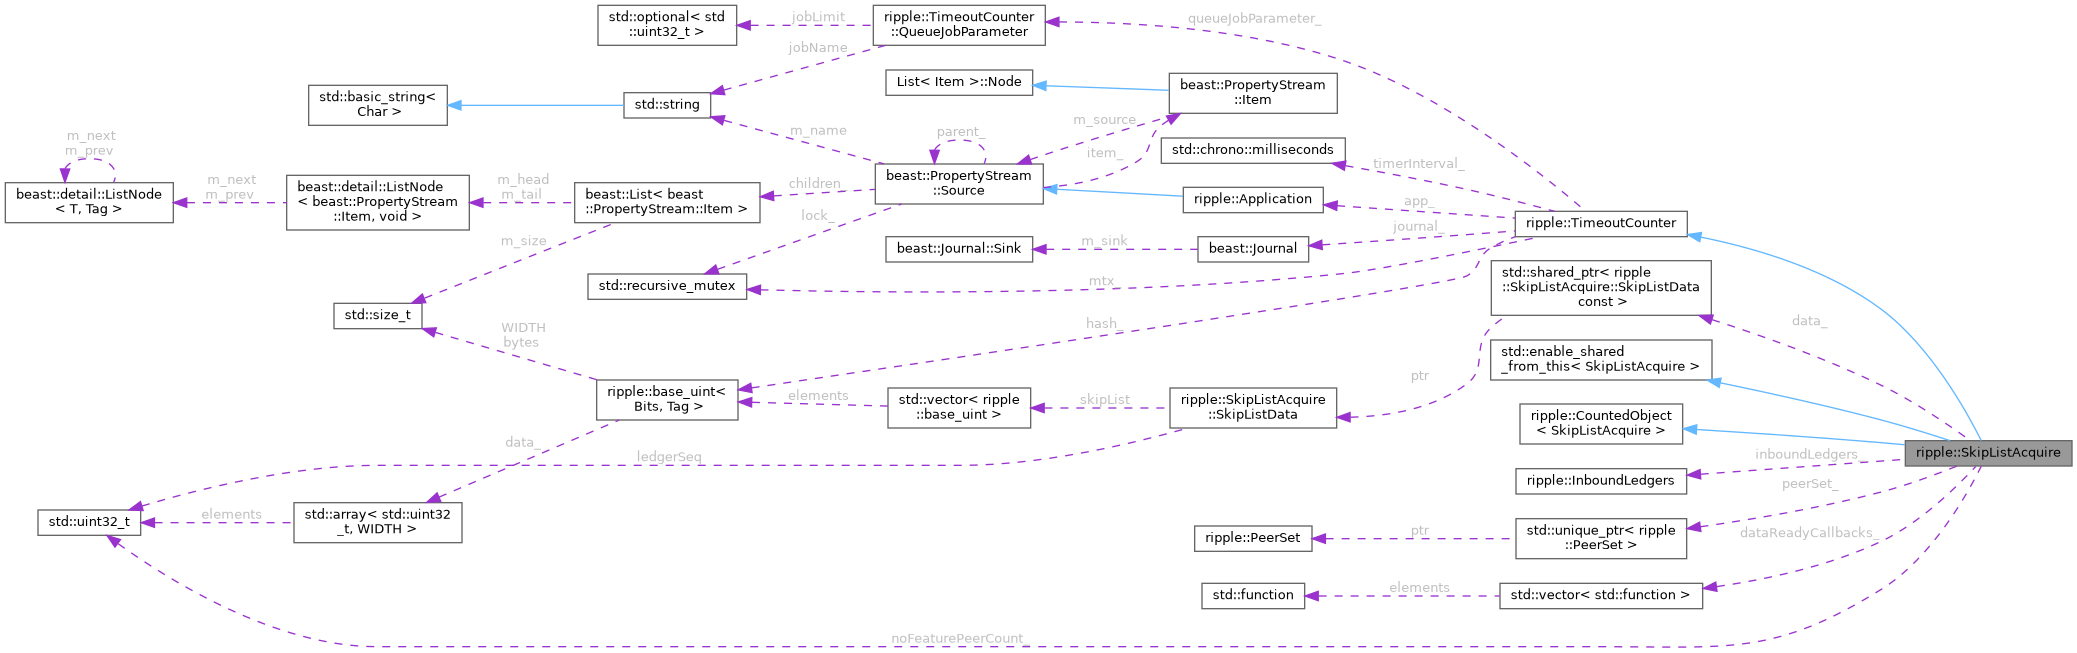 std::optional< std
::uint32_t >
jobLimit
ripple::TimeoutCounter
::QueueJobParameter
queueJobParameter_
jobName
List< Item >::Node
beast::PropertyStream
::Item
std::basic_string<
Char >
std::string
m_name
parent_
m_source_
item_
std::chrono::milliseconds
timerInterval_
m_next
m_prev
beast::detail::ListNode
< T, Tag >
m_next
m_prev
beast::detail::ListNode
< beast::PropertyStream
::Item, void >
m_head
m_tail
beast::List< beast
::PropertyStream::Item >
children_
beast::PropertyStream
::Source
ripple::Application
app_
ripple::TimeoutCounter
lock_
m_size
beast::Journal::Sink
m_sink
beast::Journal
journal_
std::recursive_mutex
mtx_
std::shared_ptr< ripple
::SkipListAcquire::SkipListData
const >
data_
std::size_t
WIDTH
bytes
hash_
std::enable_shared
_from_this< SkipListAcquire >
ptr
ripple::base_uint<
Bits, Tag >
elements
std::vector< ripple
::base_uint >
skipList
ripple::SkipListAcquire
::SkipListData
ripple::CountedObject
< SkipListAcquire >
ripple::SkipListAcquire
data_
ledgerSeq
inboundLedgers_
ripple::InboundLedgers
peerSet_
std::uint32_t
elements
std::array< std::uint32
_t, WIDTH >
ripple::PeerSet
ptr
std::unique_ptr< ripple
::PeerSet >
dataReadyCallbacks_
std::function
elements
std::vector< std::function >
noFeaturePeerCount_